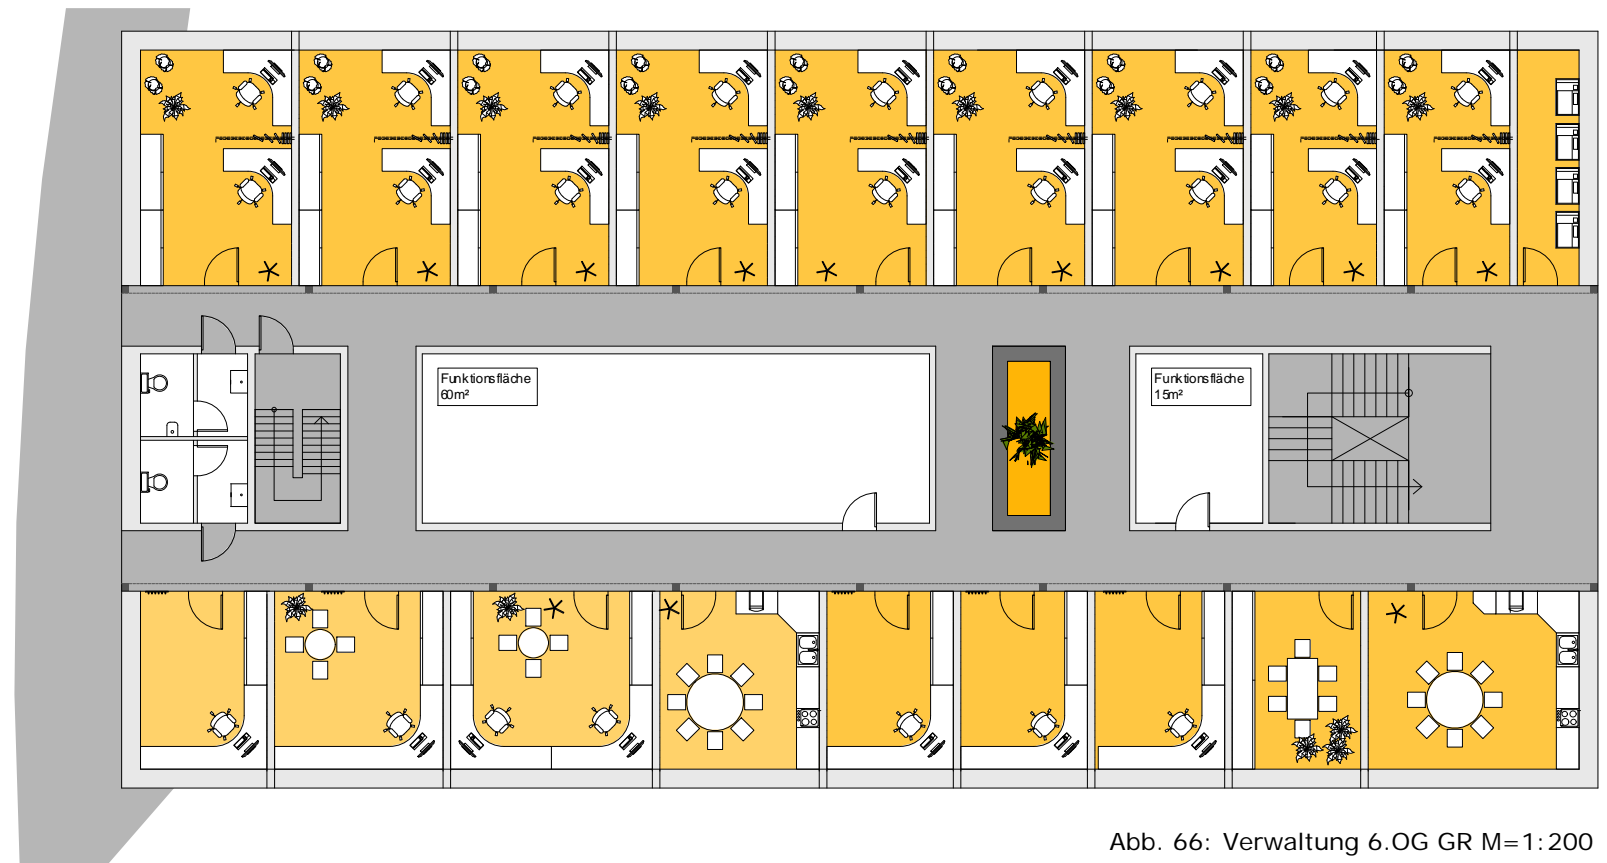 Funktionsfläche
60m²
Funktionsfläche
15m²
Abb. 66: Verwaltung 6.OG GR M=1:200